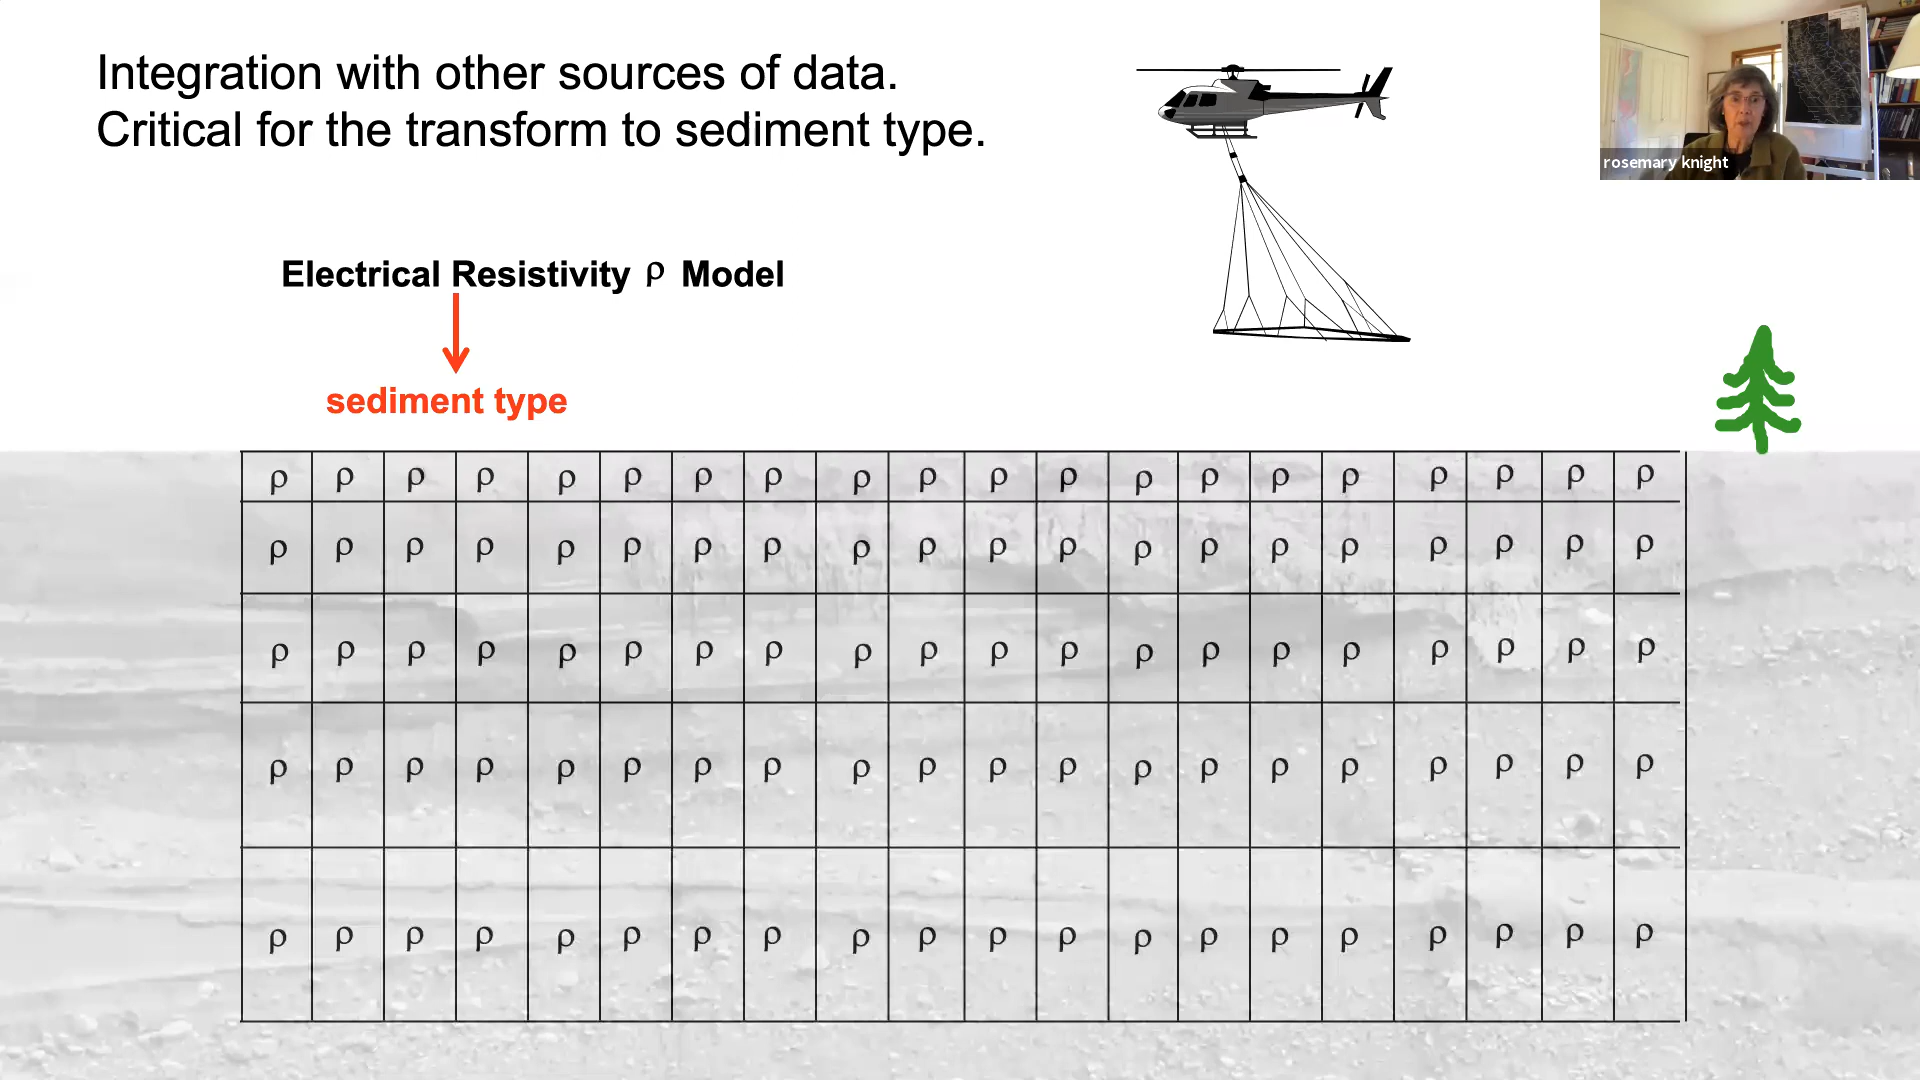 Integration with other sources of data.
Critical for the transform to sediment type.
rosemary knight
Electrical Resistivity ρ Model
sediment type
ρ ρ ρ ρ ρ ρ ρ ρ ρ ρ ρ ρ ρ ρ ρ ρ ρ ρ ρ ρ
ρ ρ ρ ρ ρ ρ ρ ρ ρ ρ ρ ρ ρ ρ ρ ρ ρ ρ ρ ρ
ρ ρ ρ ρ ρ ρ ρ ρ ρ ρ ρ ρ ρ ρ ρ ρ ρ ρ ρ ρ
ρ ρ ρ ρ ρ ρ ρ ρ ρ ρ ρ ρ ρ ρ ρ ρ ρ ρ ρ ρ
ρ ρ ρ ρ ρ ρ ρ ρ ρ ρ ρ ρ ρ ρ ρ ρ ρ ρ ρ ρ